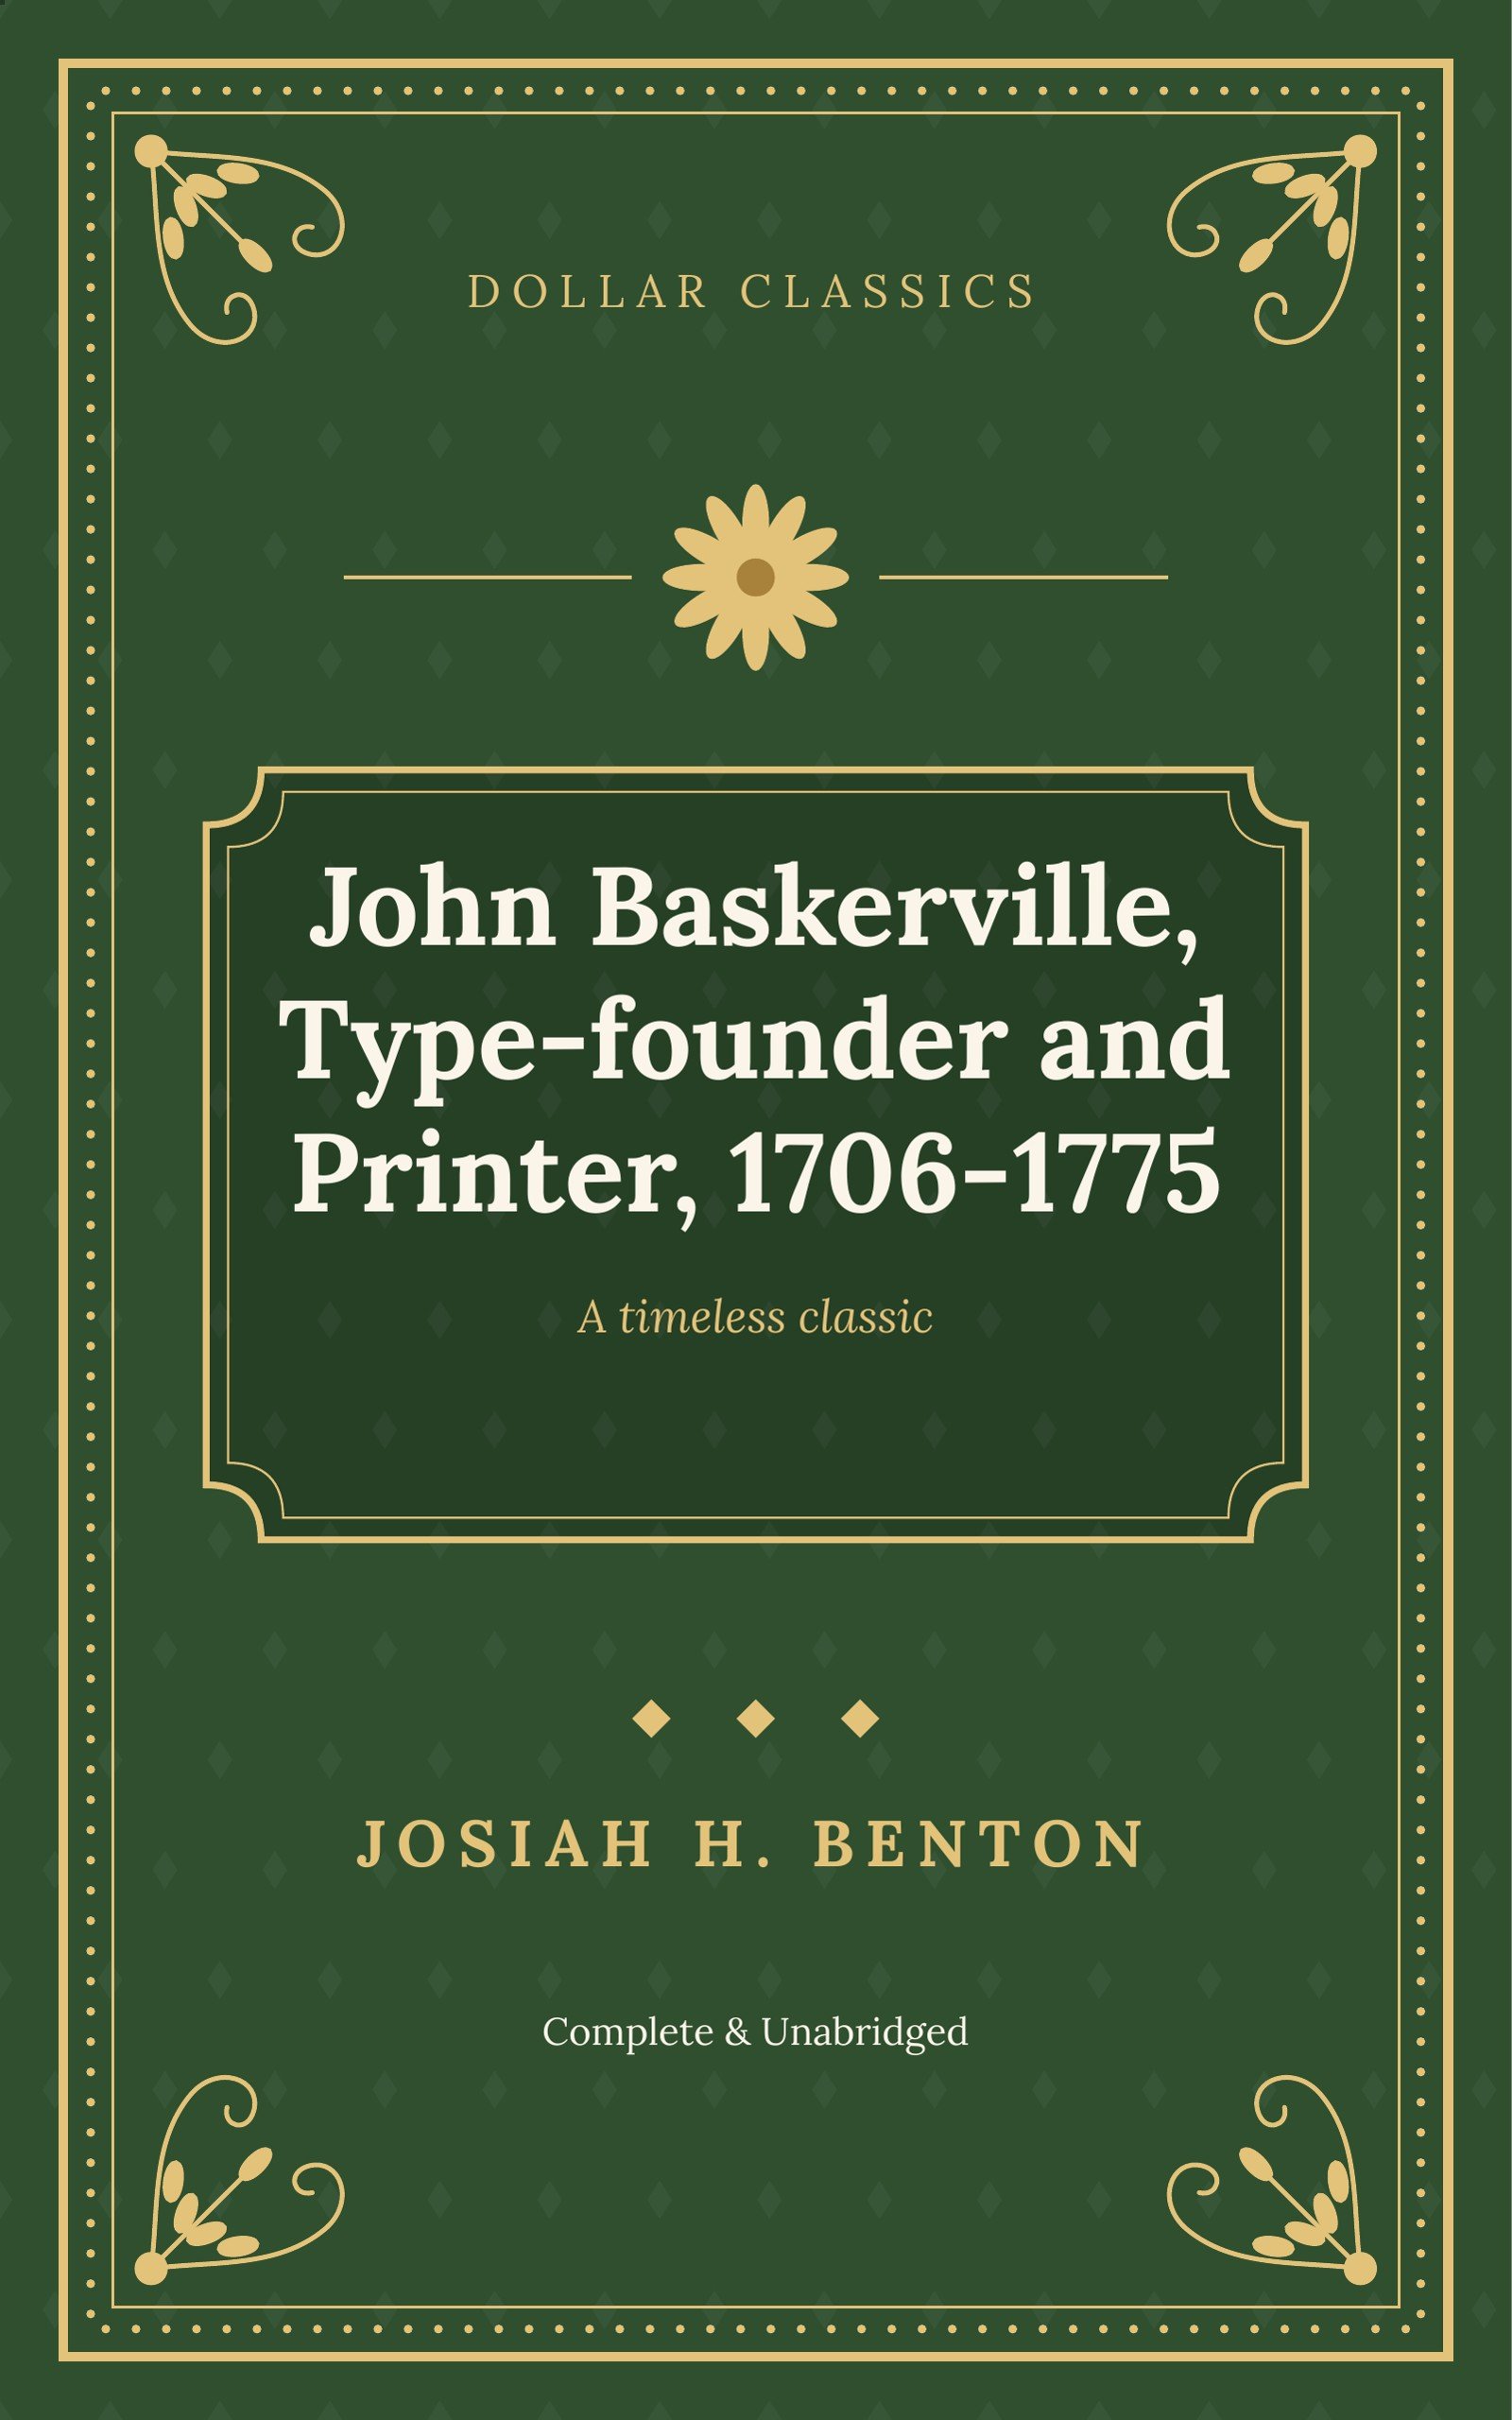 DOLLAR CLASSICS
John Baskerville,
Type-founder and
Printer, 1706-1775
A timeless classic
JOSIAH H. BENTON
Complete & Unabridged